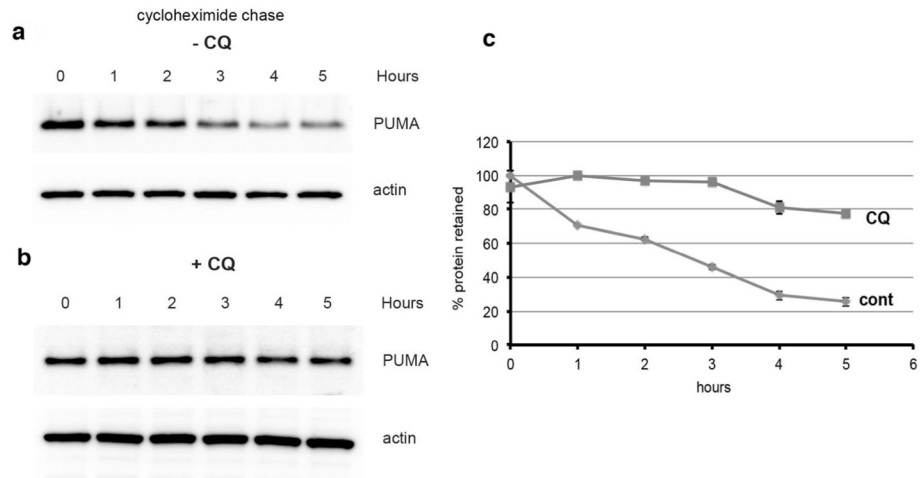 cycloheximide chase
a
- CQ
0 1 2 3 4 5 Hours
PUMA
actin
b
+ CQ
0 1 2 3 4 5 Hours
PUMA
actin
c
120
100
80
60
40
20
0
% protein retained
CQ
cont
0 1 2 3 4 5 6
hours